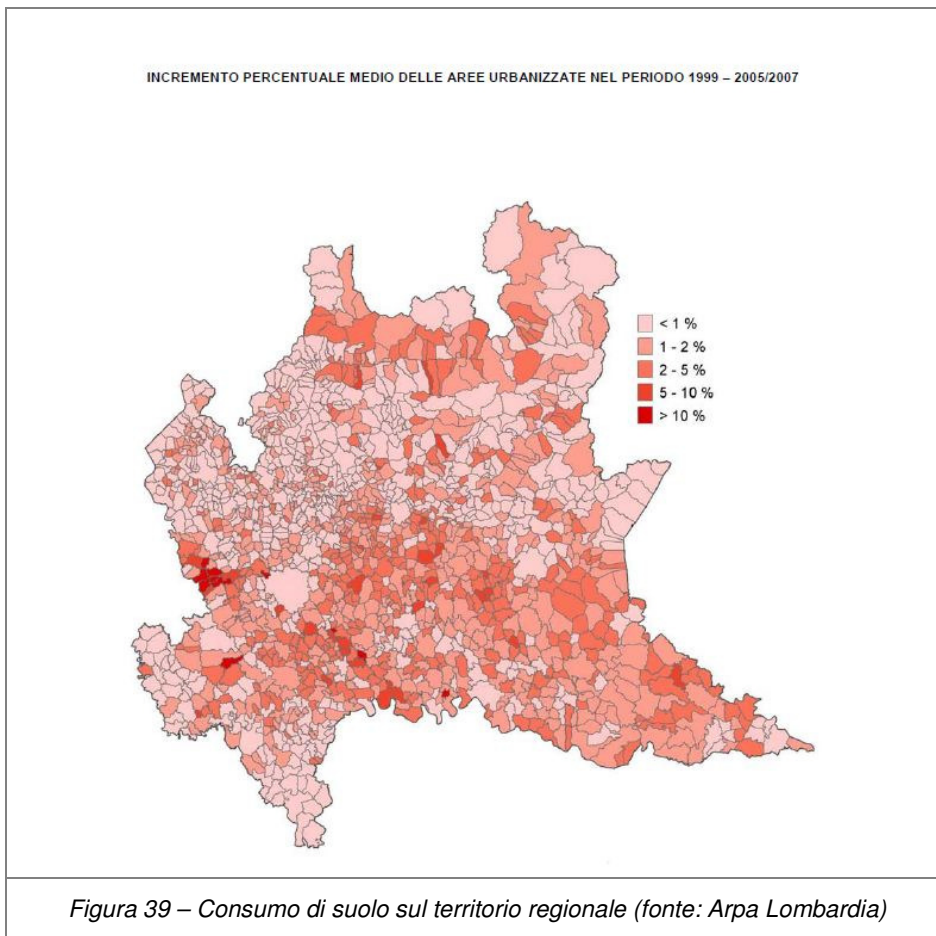 INCREMENTO PERCENTUALE MEDIO DELLE AREE URBANIZZATE NEL PERIODO 1999 – 2005/2007
< 1 %
1 - 2 %
2 - 5 %
5 - 10 %
> 10 %
Figura 39 – Consumo di suolo sul territorio regionale (fonte: Arpa Lombardia)